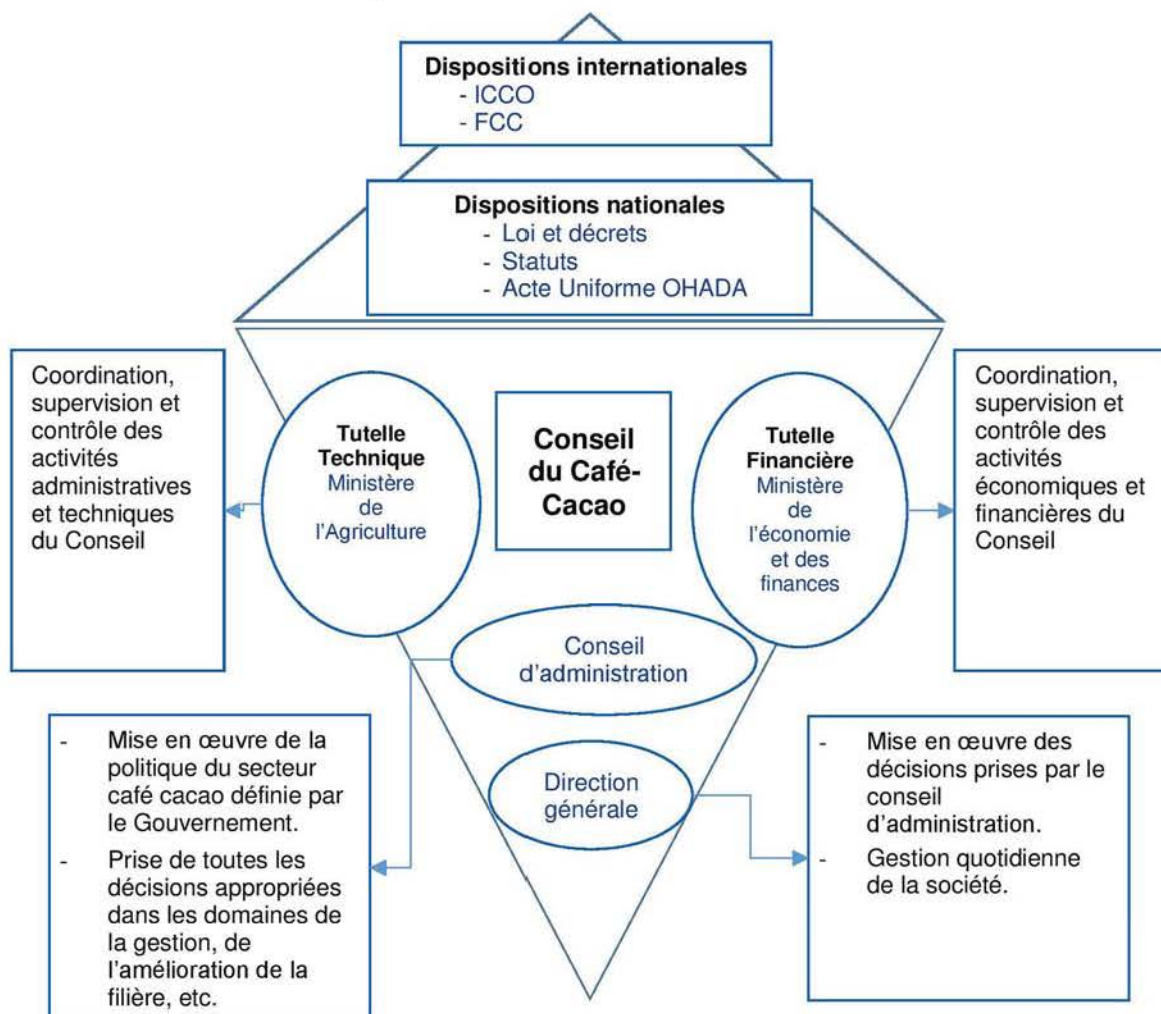 Dispositions internationales
- ICCO
- FCC
Dispositions nationales
- Loi et décrets
- Statuts
- Acte Uniforme OHADA
Coordination,
supervision et
contrôle des
activités
administratives
et techniques
du Conseil
Tutelle
Technique
Ministère
de
l'Agriculture
Conseil
du Café-
Cacao
Tutelle
Financière
Ministère
de
l'économie
et des
finances
Coordination,
supervision et
contrôle des
activités
économiques et
financières du
Conseil
Conseil
d'administration
Direction
générale
- Mise en œuvre de la
politique du secteur
café cacao définie par
le Gouvernement.
- Prise de toutes les
décisions appropriées
dans les domaines de
la gestion, de
l'amélioration de la
filière, etc.
- Mise en œuvre des
décisions prises par le
conseil
d'administration.
- Gestion quotidienne
de la société.